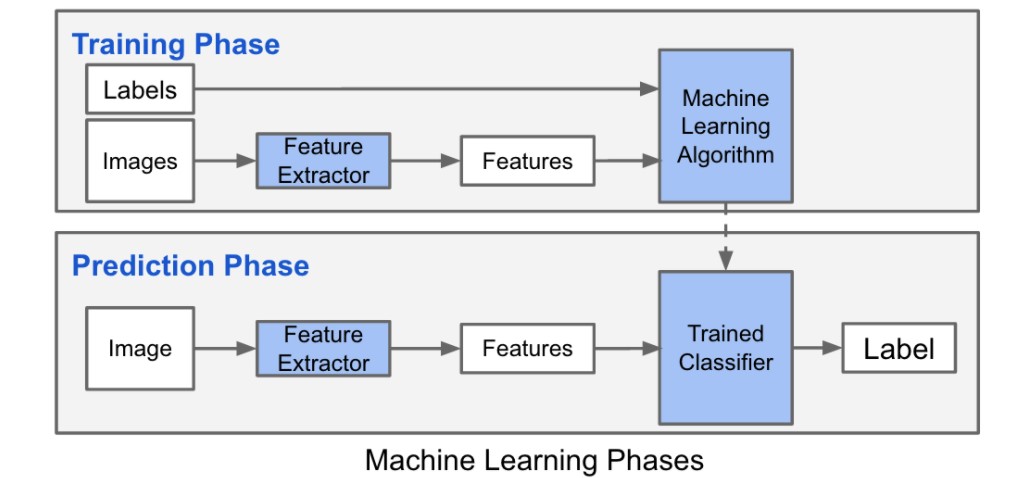 Training Phase
Labels
Images
Feature
Extractor
Features
Machine
Learning
Algorithm
Prediction Phase
Image
Feature
Extractor
Features
Trained
Classifier
Label
Machine Learning Phases